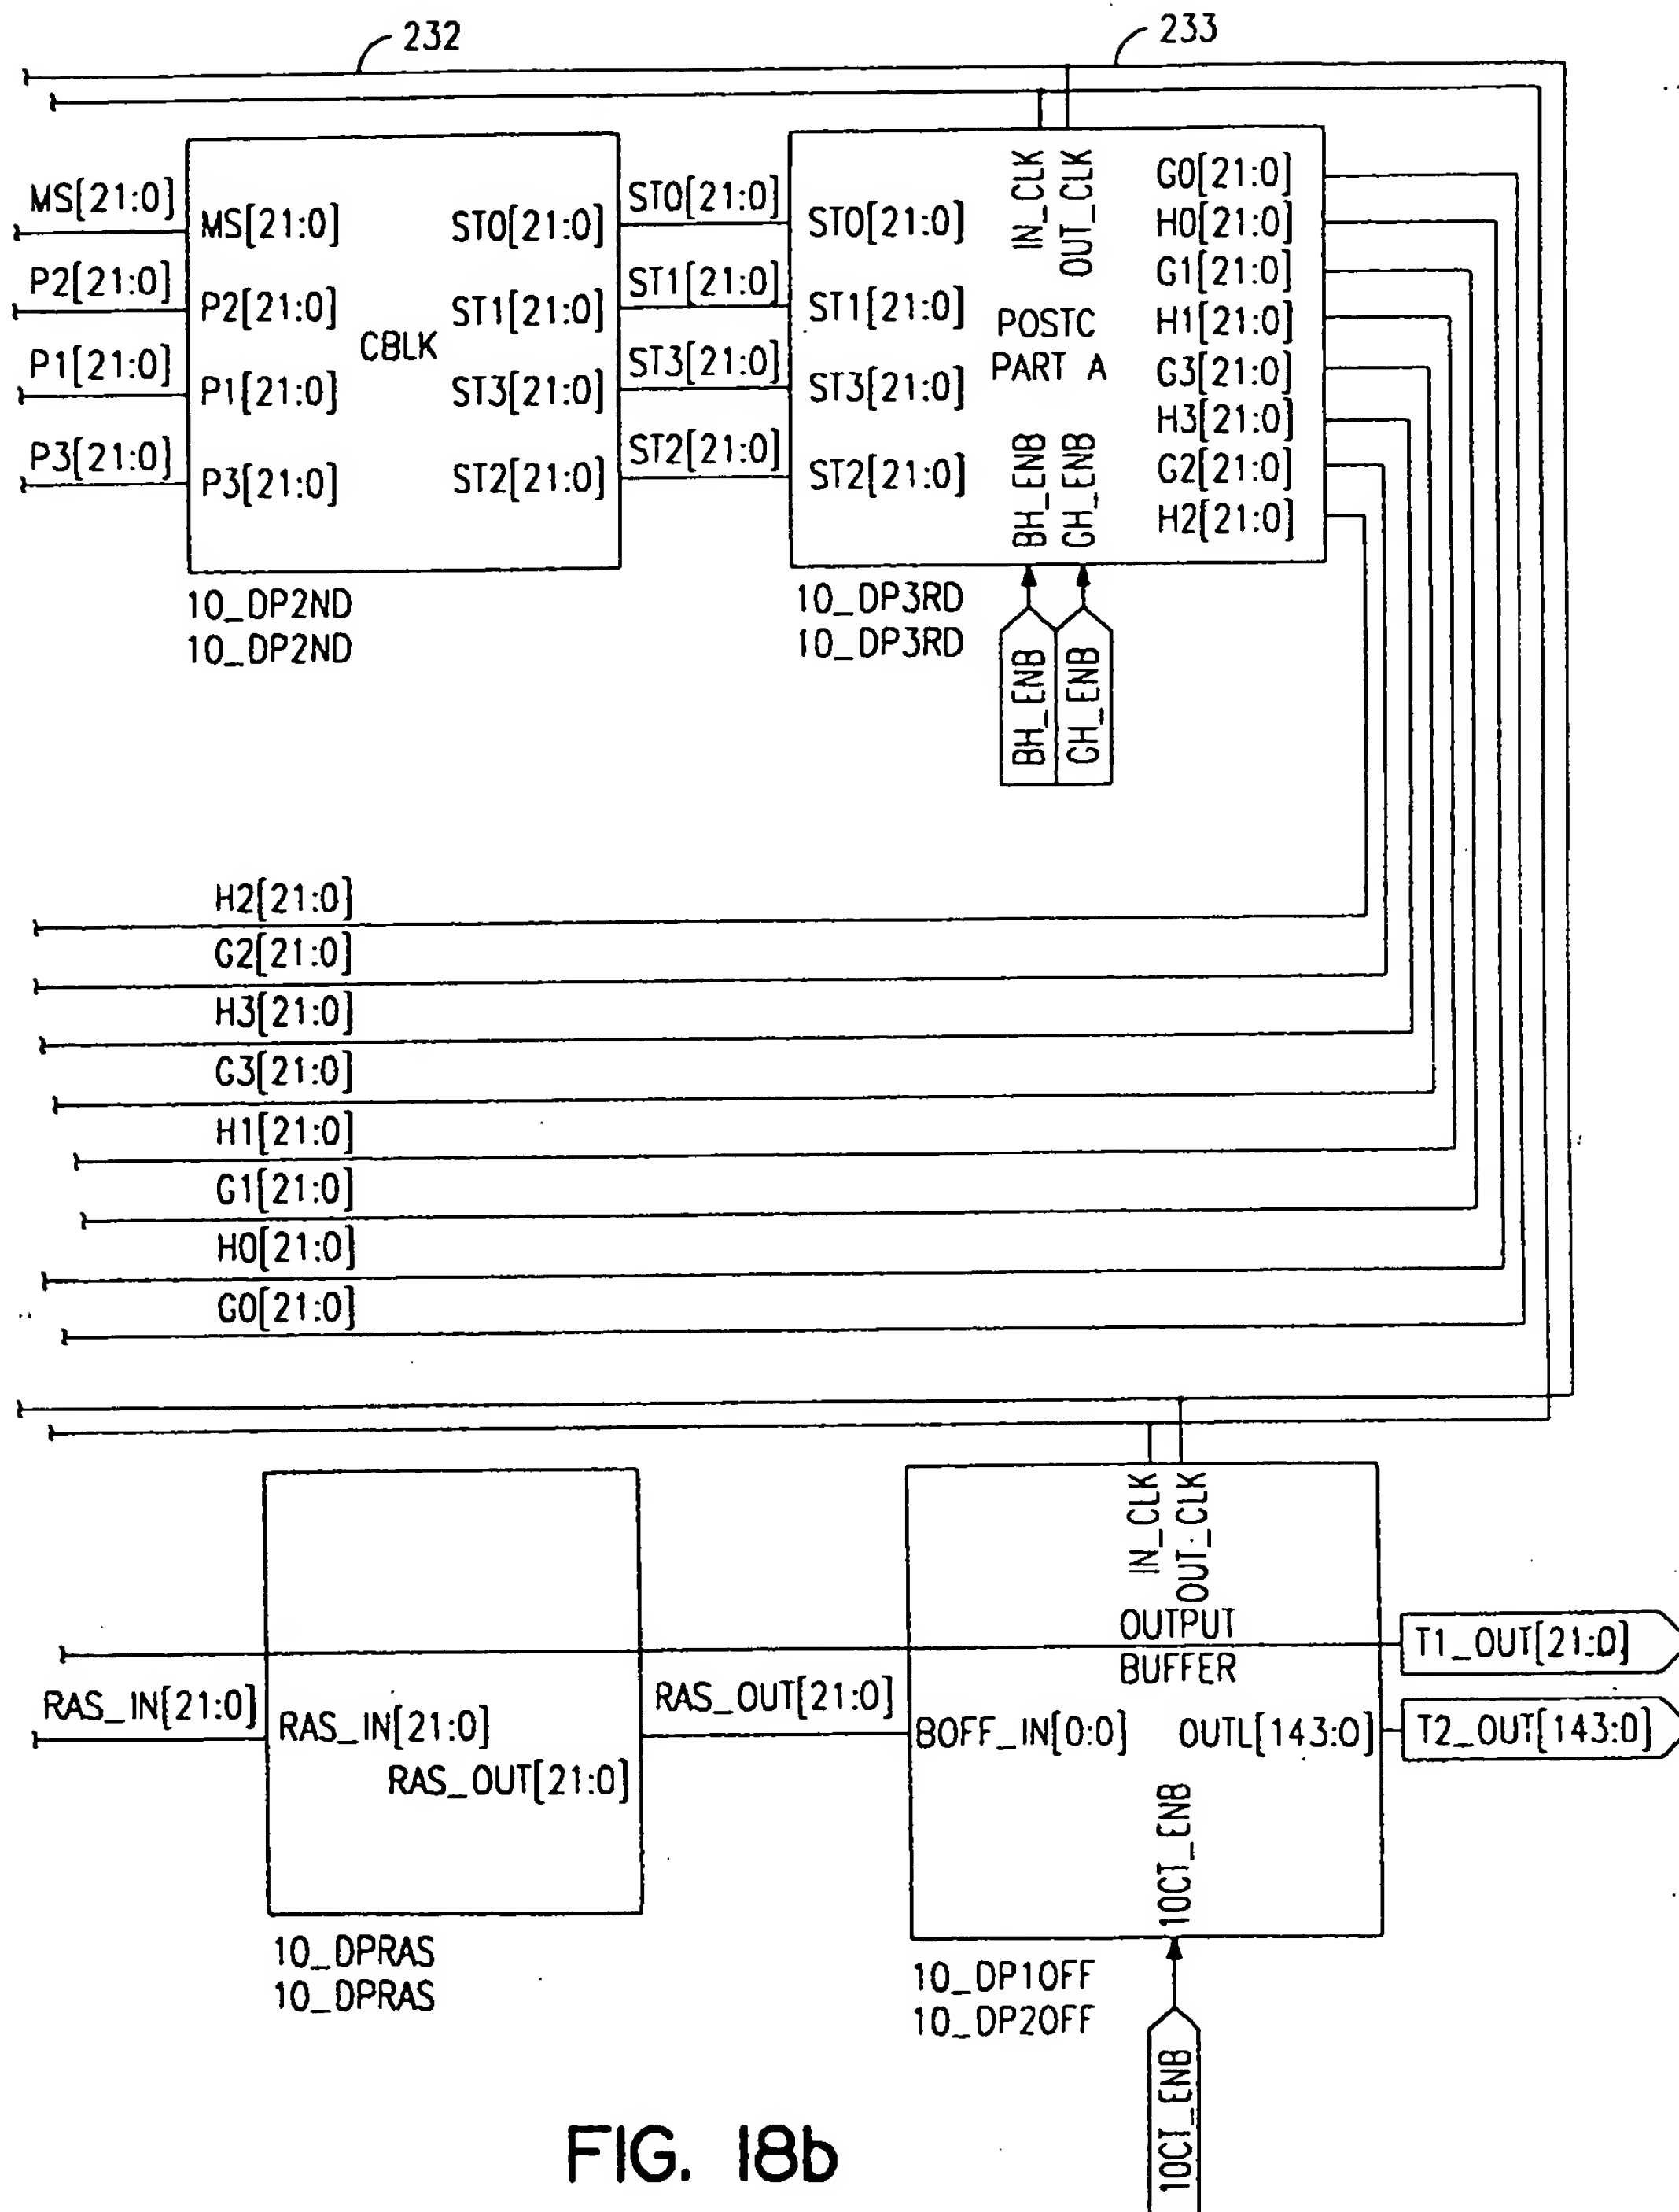 232
233
MS[21:0]
P2[21:0]
P1[21:0]
P3[21:0]
MS[21:0]
P2[21:0]
P1[21:0]
P3[21:0]
CBLK
ST0[21:0]
ST1[21:0]
ST3[21:0]
ST2[21:0]
10_DP2ND
10_DP2ND
ST0[21:0]
ST1[21:0]
ST3[21:0]
ST2[21:0]
ST0[21:0]
ST1[21:0]
ST3[21:0]
ST2[21:0]
IN_CLK
OUT_CLK
POSTC
PART A
BH_ENB
GH_ENB
G0[21:0]
H0[21:0]
G1[21:0]
H1[21:0]
G3[21:0]
H3[21:0]
G2[21:0]
H2[21:0]
10_DP3RD
10_DP3RD
BH_ENB
GH_ENB
H2[21:0]
G2[21:0]
H3[21:0]
G3[21:0]
H1[21:0]
G1[21:0]
H0[21:0]
G0[21:0]
RAS_IN[21:0]
RAS_IN[21:0]
RAS_OUT[21:0]
10_DPRAS
10_DPRAS
RAS_OUT[21:0]
IN_CLK
OUT_CLK
OUTPUT
BUFFER
BOFF_IN[0:0]
OUTL[143:0]
10CT_ENB
10_DP1OFF
10_DP2OFF
10CT_ENB
T1_OUT[21:0]
T2_OUT[143:0]
FIG. 18b